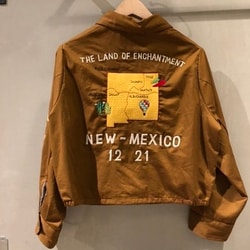 THE LAND OF ENCHANTMENT
NEW-MEXICO
12 21